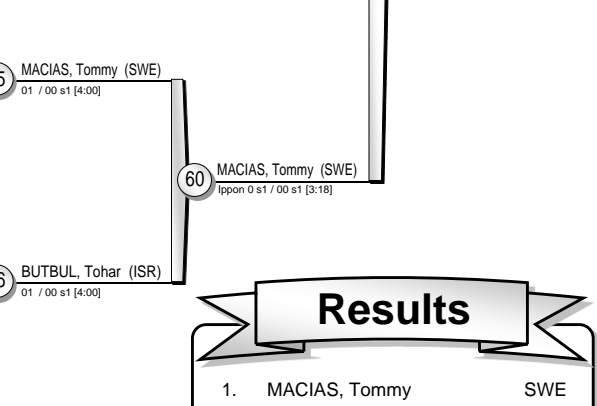 MACIAS, Tommy (SWE)
01 / 00 s1 [4:00]
60
MACIAS, Tommy (SWE)
Ippon 0 s1 / 00 s1 [3:18]
BUTBUL, Tohar (ISR)
01 / 00 s1 [4:00]
Results
1. MACIAS, Tommy SWE